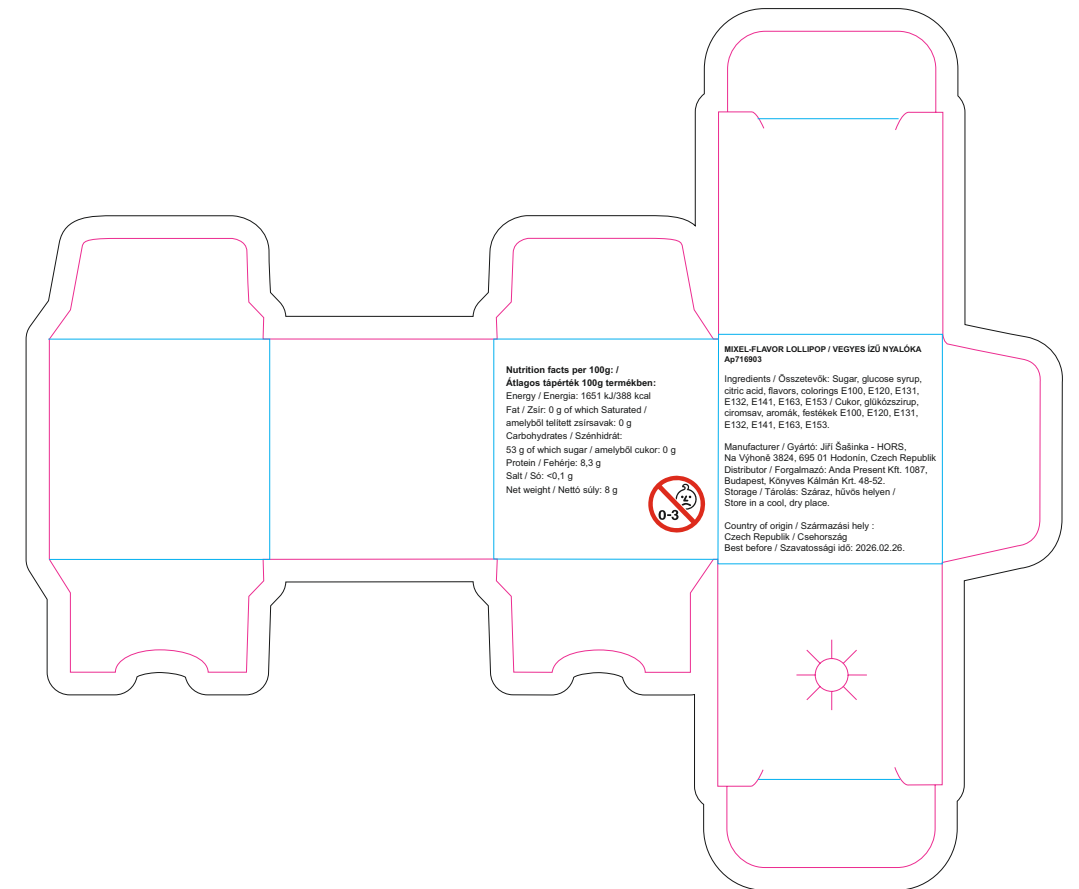 Nutrition facts per 100g: /
Átlagos tápérték 100g termékben:
Energy / Energia: 1651 kJ/388 kcal
Fat / Zsír: 0 g of which Saturated /
amelyből telített zsírsavak: 0 g
Carbohydrates / Szénhidrát:
53 g of which sugar / amelyből cukor: 0 g
Protein / Fehérje: 8,3 g
Salt / Só: <0,1 g
Net weight / Nettó súly: 8 g
0-3
MIXEL-FLAVOR LOLLIPOP / VEGYES ÍZŰ NYALÓKA
Ap716903
Ingredients / Összetevők: Sugar, glucose syrup,
citric acid, flavors, colorings E100, E120, E131,
E132, E141, E163, E153 / Cukor, glükózszirup,
ciromsav, aromák, festékek E100, E120, E131,
E132, E141, E163, E153.
Manufacturer / Gyártó: Jiří Šašinka - HORS,
Na Výhoně 3824, 695 01 Hodonín, Czech Republik
Distributor / Forgalmazó: Anda Present Kft. 1087,
Budapest, Könyves Kálmán Krt. 48-52.
Storage / Tárolás: Száraz, hűvös helyen /
Store in a cool, dry place.
Country of origin / Származási hely :
Czech Republik / Csehország
Best before / Szavatossági idő: 2026.02.26.